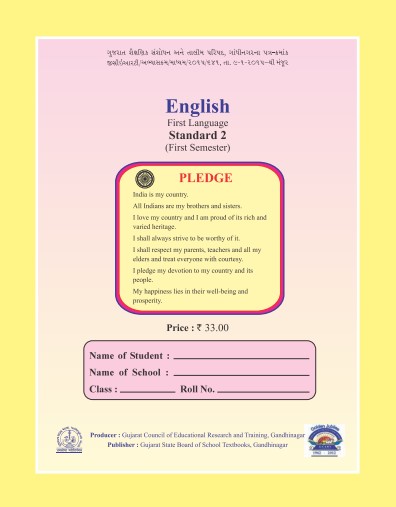 ગુજરાત શૈક્ષણિક સંશોધન અને તાલીમ પરિષદ, ગાંધીનગરના પત્ર-ક્રમાંક
જીસીઈઆરટી/અભ્યાસક્રમ/માધ્યમ/૨૦૧૫/૨૪૧, તા. ૯-૧-૨૦૧૫-થી મંજૂર
English
First Language
Standard 2
(First Semester)
PLEDGE
India is my country.
All Indians are my brothers and sisters.
I love my country and I am proud of its rich and
varied heritage.
I shall always strive to be worthy of it.
I shall respect my parents, teachers and all my
elders and treat everyone with courtesy.
I pledge my devotion to my country and its
people.
My happiness lies in their well-being and
prosperity.
Price : ₹ 33.00
Name of Student :
Name of School :
Class : Roll No.
Producer : Gujarat Council of Educational Research and Training, Gandhinagar
Publisher : Gujarat State Board of School Textbooks, Gandhinagar
Golden Jubilee